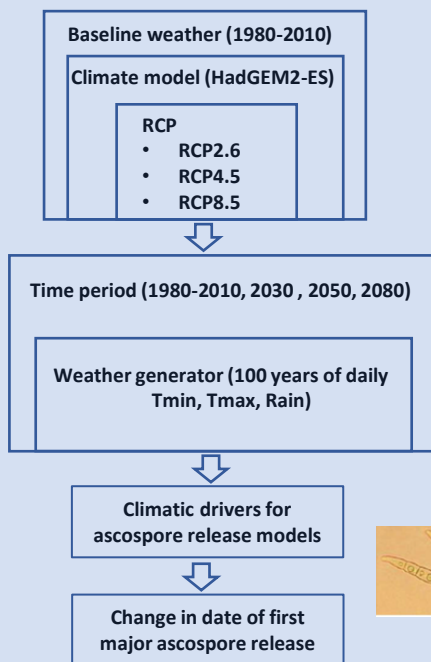 Baseline weather (1980-2010)
Climate model (HadGEM2-ES)
RCP
• RCP2.6
• RCP4.5
• RCP8.5
Time period (1980-2010, 2030 , 2050, 2080)
Weather generator (100 years of daily
Tmin, Tmax, Rain)
Climatic drivers for
ascospore release models
Change in date of first
major ascospore release